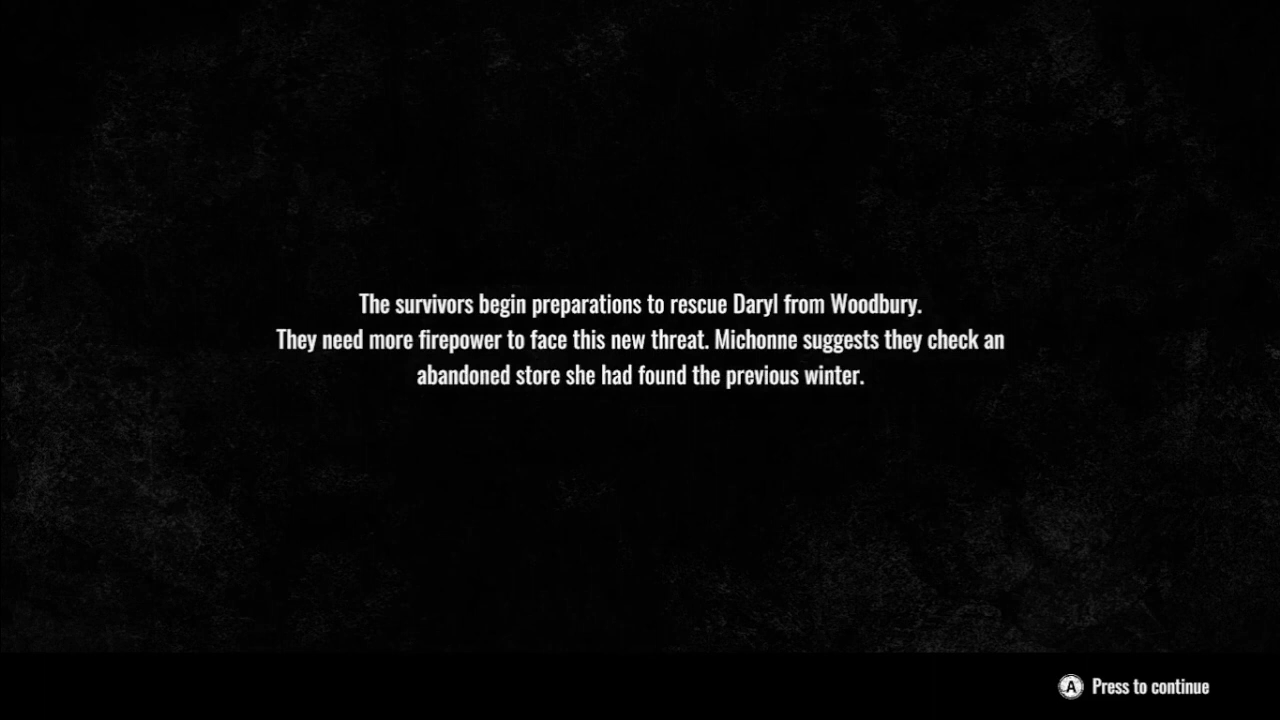 The survivors begin preparations to rescue Daryl from Woodbury.
They need more firepower to face this new threat. Michonne suggests they check an
abandoned store she had found the previous winter.
A Press to continue